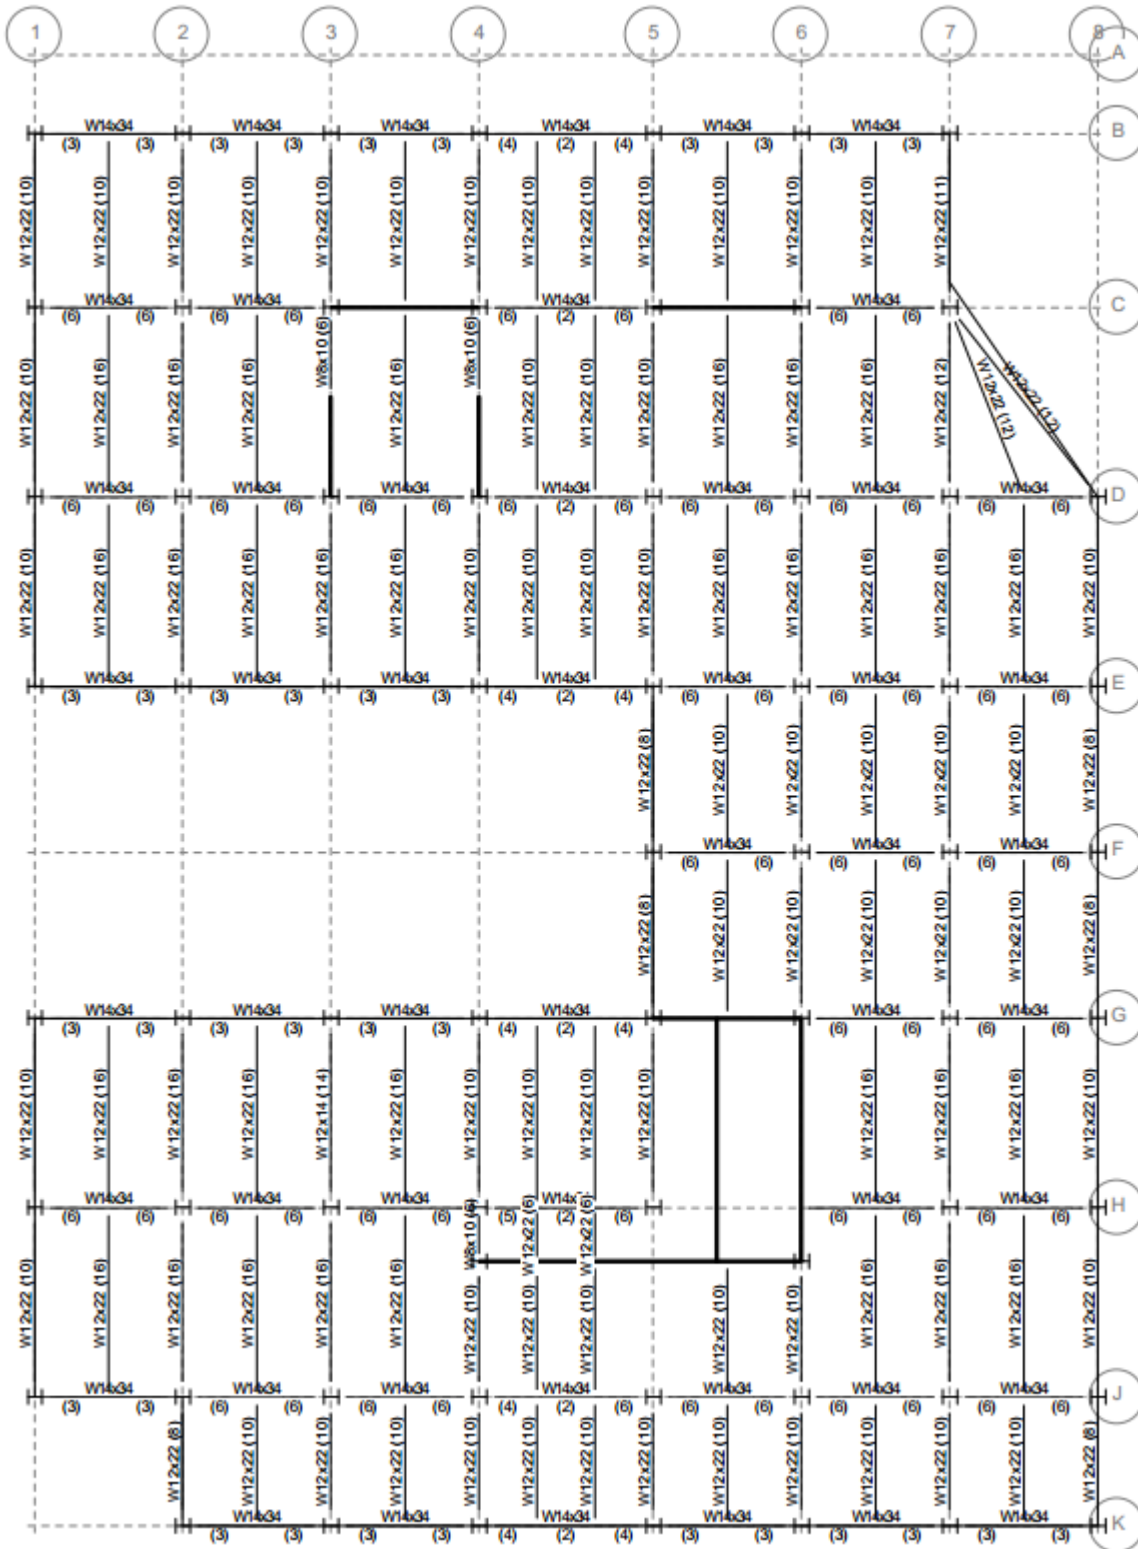 1 2 3 4 5 6 7 8 1
A
W14x34 W14x34 W14x34 W14x34 W14x34 W14x34 B
(3) (3) (3) (3) (3) (3) (4) (2) (4) (3) (3) (3) (3)
W12x22 (10) W12x22 (10) W12x22 (10) W12x22 (10) W12x22 (10) W12x22 (10) W12x22 (10) W12x22 (10) W12x22 (10) W12x22 (10) W12x22 (10) W12x22 (10) W12x22 (10) W12x22 (11)
W14x34 W14x34 W14x34 W14x34 C
(6) (6) (6) (6) (6) (2) (6) (6) (6)
W8x10 (6) W8x10 (6)
W12x22 (10) W12x22 (16) W12x22 (16) W12x22 (16) W12x22 (16) W12x22 (10) W12x22 (10) W12x22 (10) W12x22 (16) W12x22 (16) W12x22 (16) W12x22 (12) W12x22 (12) W12x22 (12)
W14x34 W14x34 W14x34 W14x34 W14x34 W14x34 W14x34 D
(6) (6) (6) (6) (6) (6) (6) (2) (6) (6) (6) (6) (6) (6) (6)
W12x22 (10) W12x22 (16) W12x22 (16) W12x22 (16) W12x22 (16) W12x22 (16) W12x22 (10) W12x22 (10) W12x22 (10) W12x22 (10) W12x22 (16) W12x22 (16) W12x22 (16) W12x22 (16) W12x22 (16) W12x22 (10)
W14x34 W14x34 W14x34 W14x34 W14x34 W14x34 W14x34 E
(3) (3) (3) (3) (3) (3) (4) (2) (4) (6) (6) (6) (6) (6) (6)
W12x22 (8) W12x22 (10) W12x22 (10) W12x22 (10) W12x22 (10) W12x22 (10) W12x22 (8)
W14x34 W14x34 W14x34 F
(6) (6) (6) (6) (6) (6)
W12x22 (8) W12x22 (10) W12x22 (10) W12x22 (10) W12x22 (10) W12x22 (10) W12x22 (8)
W14x34 W14x34 W14x34 W14x34 W14x34 W14x34 G
(3) (3) (3) (3) (3) (3) (4) (2) (4) (6) (6) (6) (6)
W12x22 (10) W12x22 (16) W12x22 (16) W12x22 (16) W12x14 (14) W12x22 (16) W12x22 (10) W12x22 (10) W12x22 (10) W12x22 (10) W12x22 (16) W12x22 (16) W12x22 (16) W12x22 (10)
W14x34 W14x34 W14x34 W14x W14x34 W14x34 H
(6) (6) (6) (6) (6) (6) (5) (2) (6) (6) (6) (6) (6)
W8x10 (6) W12x22 (6) W12x22 (6)
W12x22 (10) W12x22 (16) W12x22 (16) W12x22 (16) W12x22 (16) W12x22 (16) W12x22 (10) W12x22 (10) W12x22 (10) W12x22 (10) W12x22 (10) W12x22 (16) W12x22 (16) W12x22 (16) W12x22 (10)
W14x34 W14x34 W14x34 W14x34 W14x34 W14x34 W14x34 J
(3) (3) (6) (6) (6) (6) (4) (2) (6) (6) (6) (6) (6) (6) (6)
W12x22 (8) W12x22 (10) W12x22 (10) W12x22 (10) W12x22 (10) W12x22 (10) W12x22 (10) W12x22 (10) W12x22 (10) W12x22 (10) W12x22 (10) W12x22 (10) W12x22 (10) W12x22 (8)
W14x34 W14x34 W14x34 W14x34 W14x34 W14x34 K
(3) (3) (3) (3) (4) (2) (4) (3) (3) (3) (3) (3) (3)